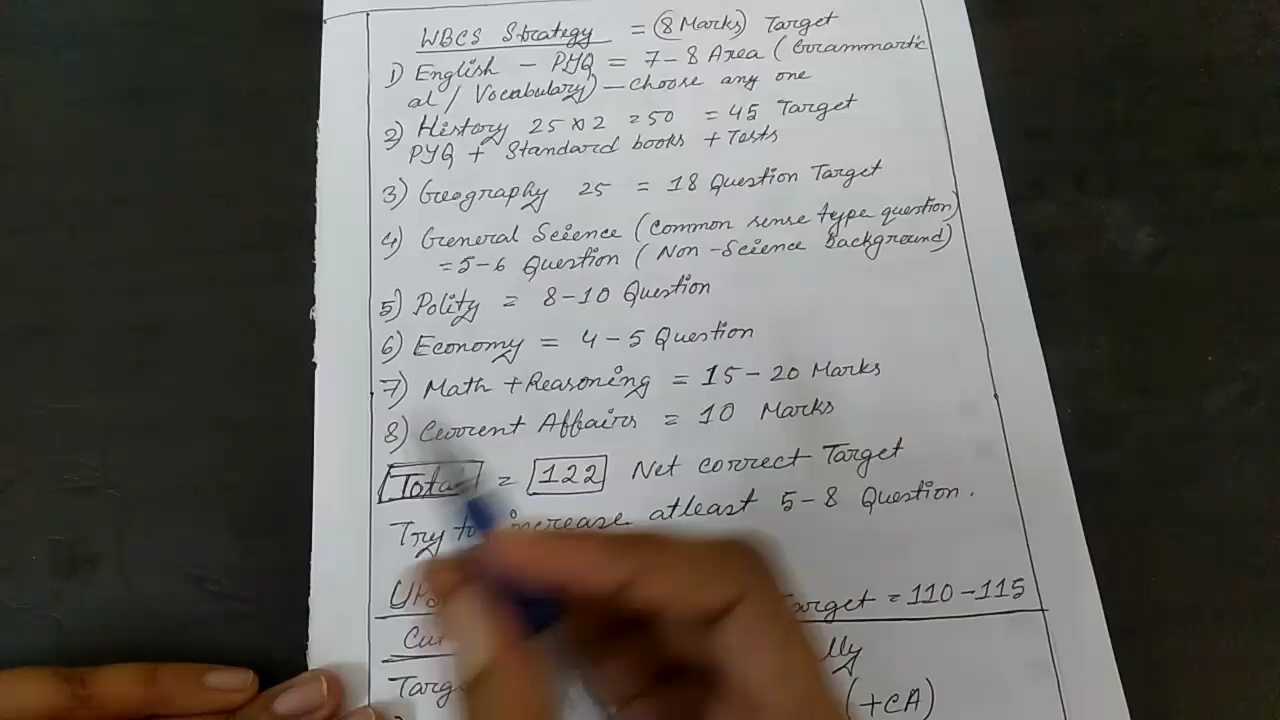 WBCS Strategy = (8 Marks) Target
1) English - PYQ = 7-8 Area (Grammartic
al / Vocabulary) - choose any one
2) History 25 x 2 = 50 = 45 Target
PYQ + Standard books + Tests
3) Geography 25 = 18 Question Target
4) General Science (Common sense type question)
= 5-6 Question (Non-Science Background)
5) Polity = 8-10 Question
6) Economy = 4-5 Question
7) Math + Reasoning = 15-20 Marks
8) Current Affairs = 10 Marks
Total = 122 Net correct Target
Try to increase atleast 5-8 Question.
Target = 110-115
(+CA)